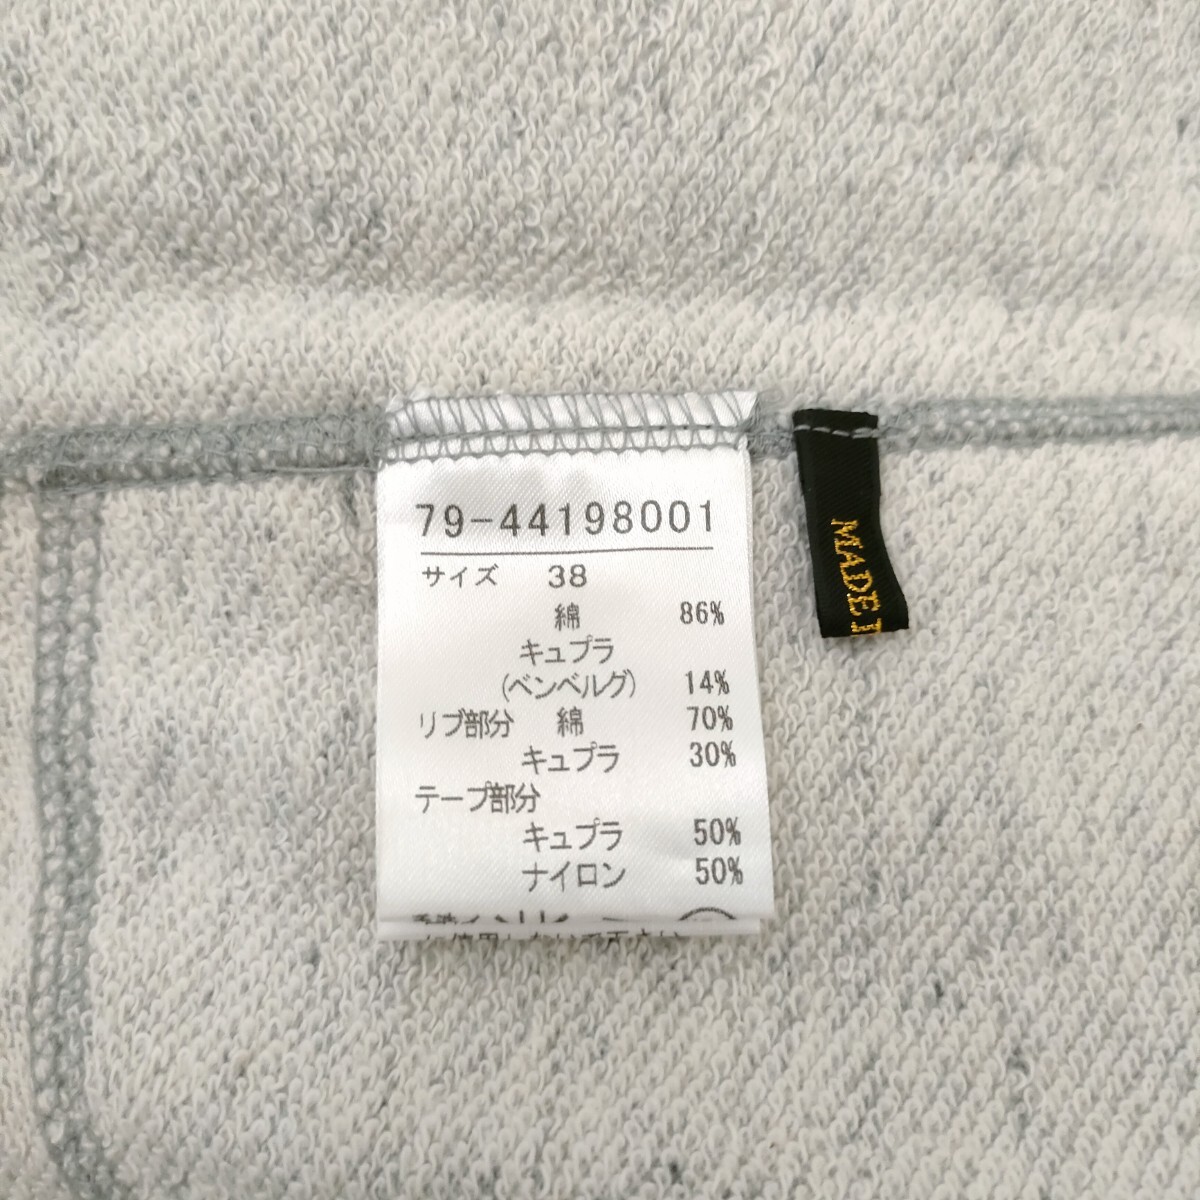 79-44198001
サイズ 38
綿 86%
キュプラ
(ベンベルグ) 14%
リブ部分 綿 70%
キュプラ 30%
テープ部分
キュプラ 50%
ナイロン 50%
MADE I